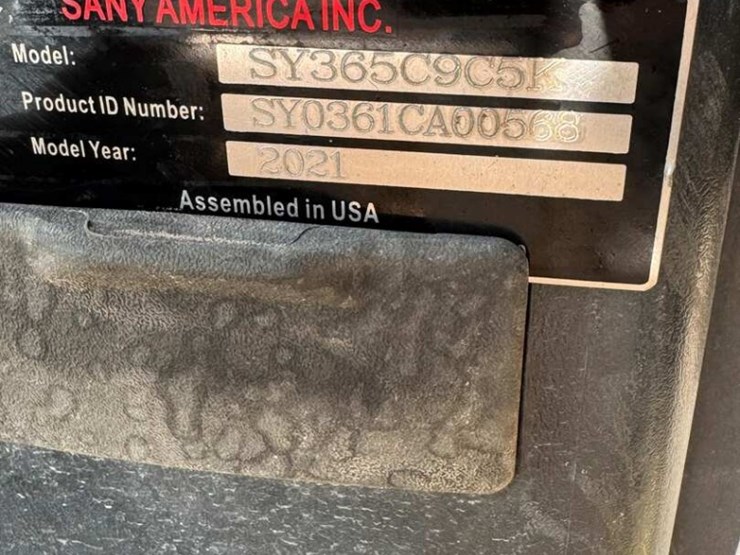 SANY AMERICA INC.
Model: SY365C9C5K
Product ID Number: SY0361CA00568
Model Year: 2021
Assembled in USA